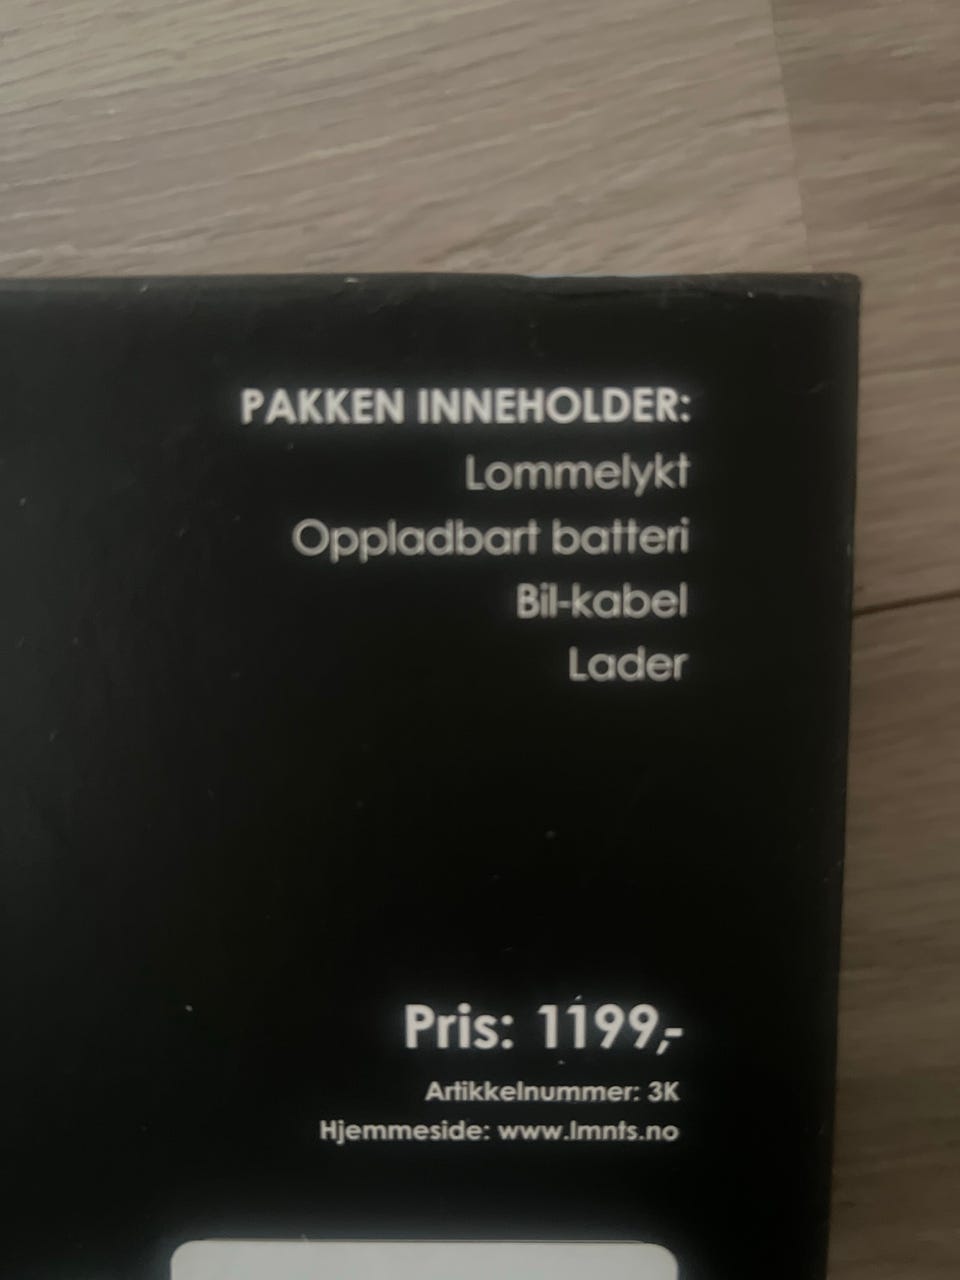 PAKKEN INNEHOLDER:
Lommelykt
Oppladbart batteri
Bil-kabel
Lader
Pris: 1199,-
Artikkelnummer: 3K
Hjemmeside: www.lmnts.no